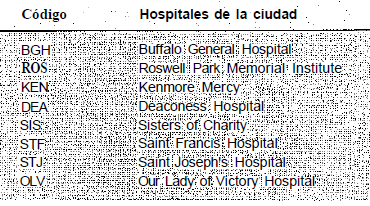 Código Hospitales de la ciudad
BGH Buffalo General Hospital
ROS Roswell Park Memorial Institute
KEN Kenmore Mercy
DEA Deaconess Hospital
SIS Sisters of Charity
STF Saint Francis Hospital
STJ Saint Joseph's Hospital
OLV Our Lady of Victory Hospital